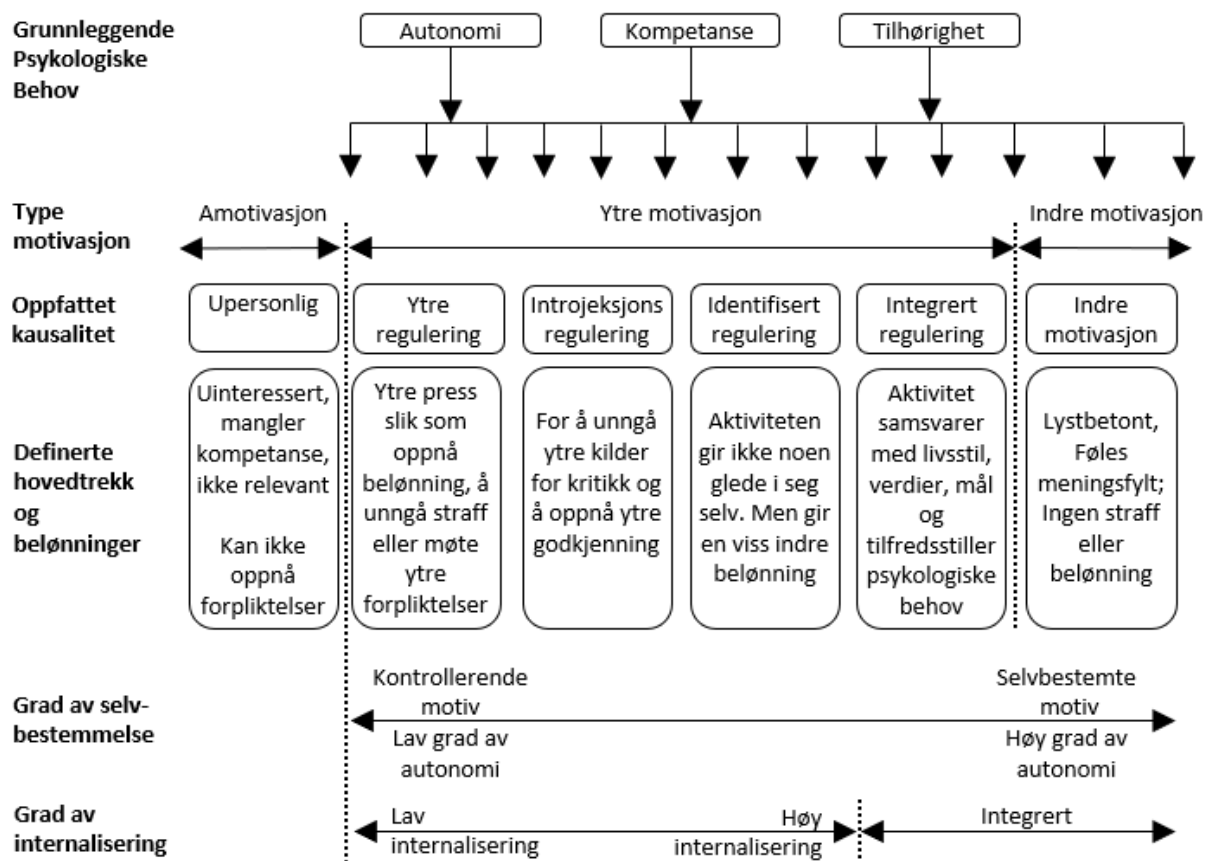 Grunnleggende
Psykologiske
Behov
Autonomi
Kompetanse
Tilhørighet
Type
motivasjon
Amotivasjon
Ytre motivasjon
Indre motivasjon
Oppfattet
kausalitet
Upersonlig
Ytre
regulering
Introjeksjons
regulering
Identifisert
regulering
Integrert
regulering
Indre
motivasjon
Definerte
hovedtrekk
og
belønninger
Uinteressert,
mangler
kompetanse,
ikke relevant
Kan ikke
oppnå
forpliktelser
Ytre press
slik som
oppnå
belønning, å
unngå straff
eller møte
ytre
forpliktelser
For å unngå
ytre kilder
for kritikk og
å oppnå ytre
godkjenning
Aktiviteten
gir ikke noen
glede i seg
selv. Men gir
en viss indre
belønning
Aktivitet
samsvarer
med livsstil,
verdier, mål
og
tilfredsstiller
psykologiske
behov
Lystbetont,
Føles
meningsfylt;
Ingen straff
eller
belønning
Grad av selv-
bestemmelse
Kontrollerende
motiv
Lav grad av
autonomi
Selvbestemte
motiv
Høy grad av
autonomi
Grad av
internalisering
Lav
internalisering
Høy
internalisering
Integrert